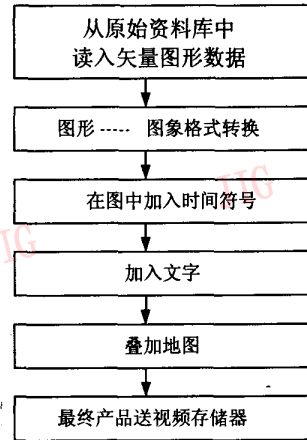 从原始资料库中
读入矢量图形数据
图形 ----- 图象格式转换
在图中加入时间符号
加入文字
叠加地图
最终产品送视频存储器